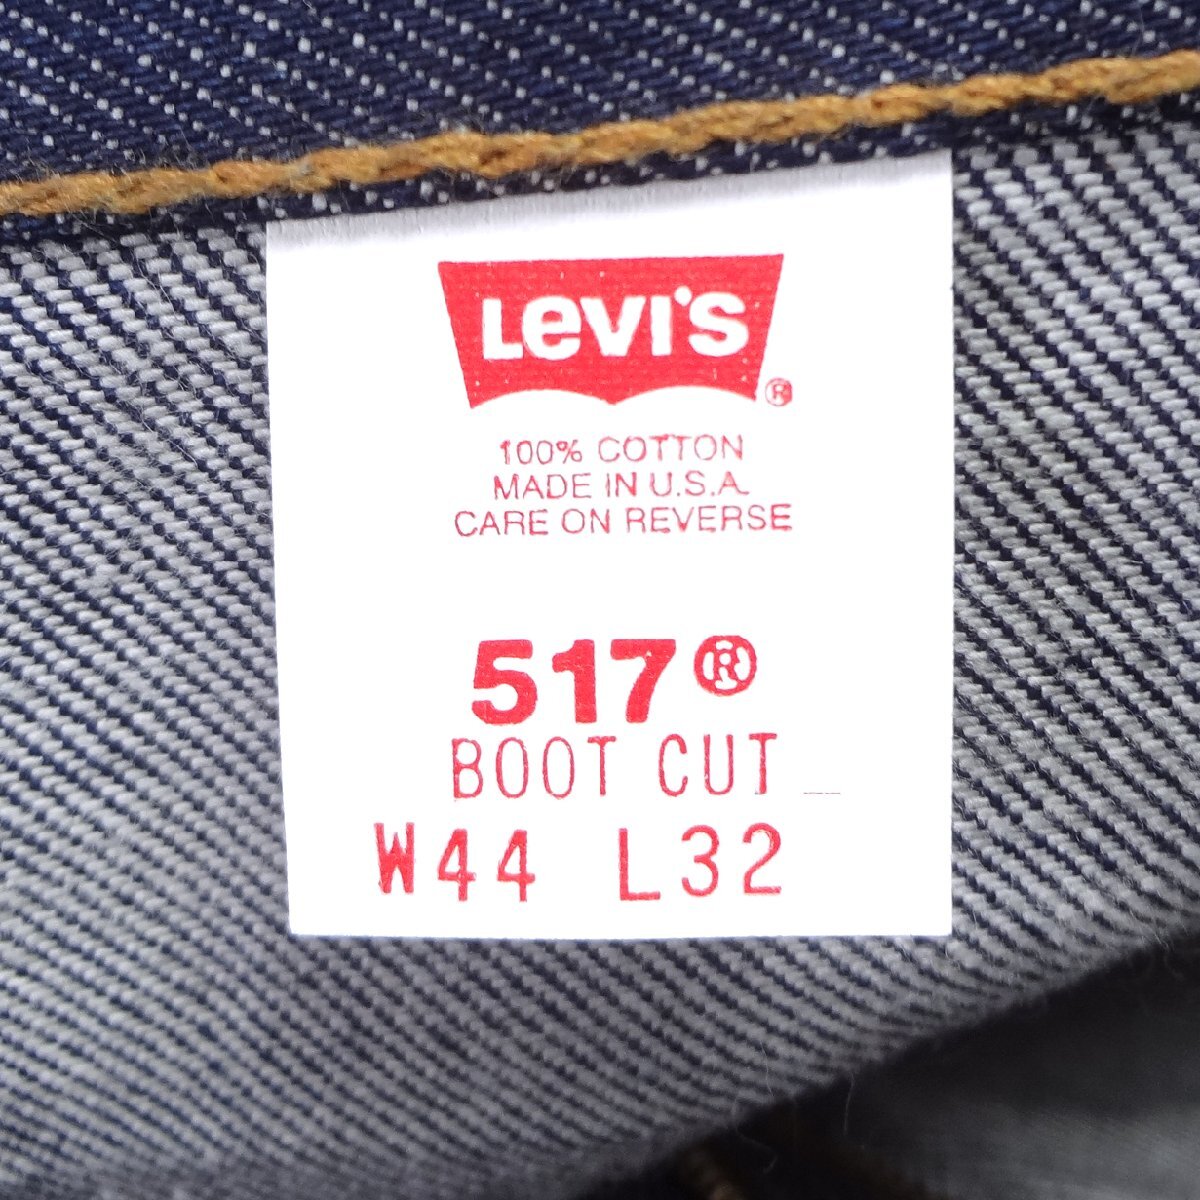 LEVI'S
®
100% COTTON
MADE IN U.S.A.
CARE ON REVERSE
517®
BOOT CUT
W44 L32